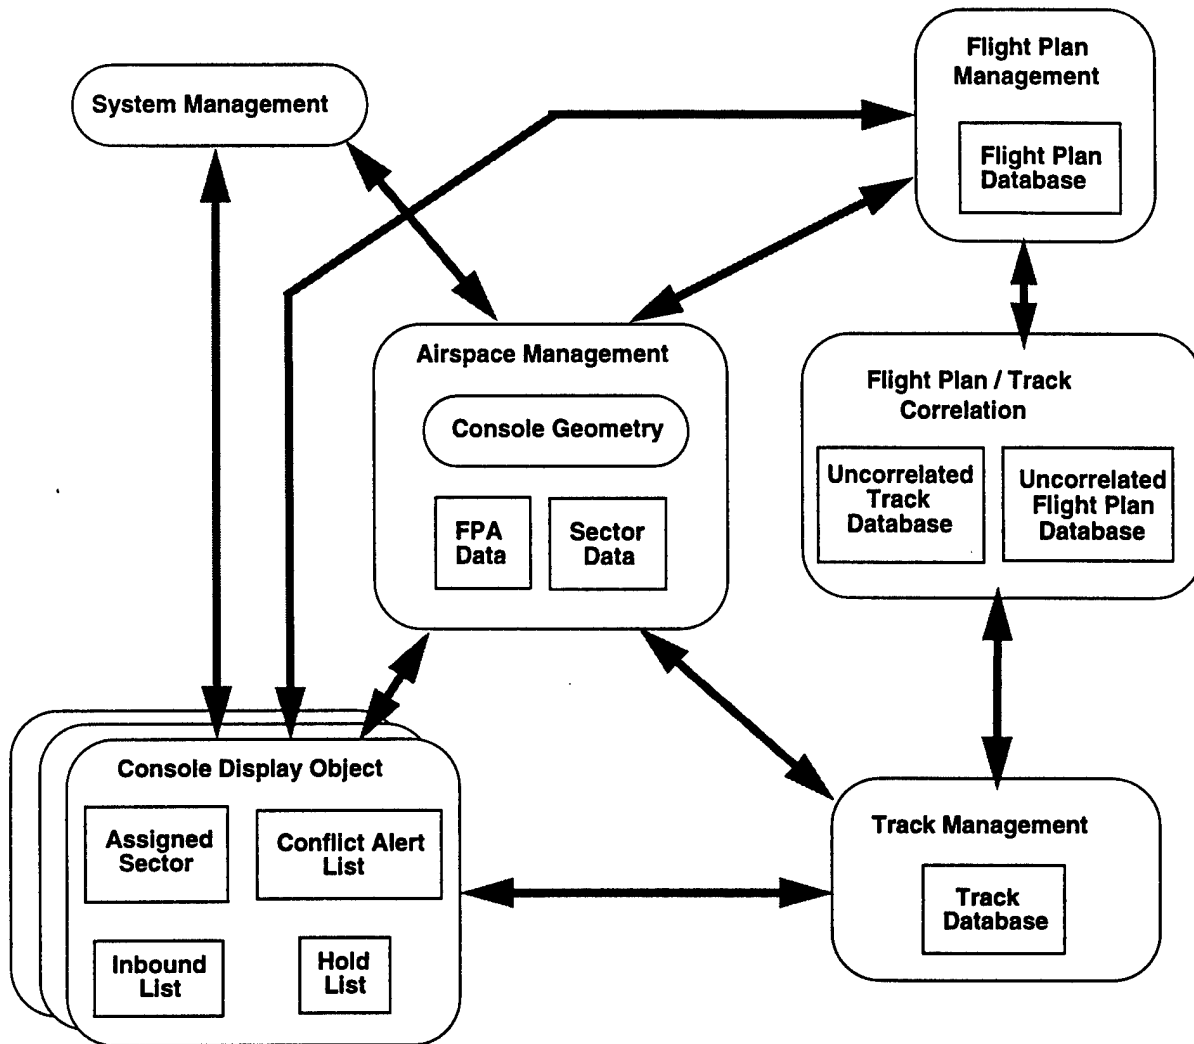 Flight Plan
Management
System Management
Flight Plan
Database
Airspace Management
Console Geometry
FPA
Data
Sector
Data
Flight Plan / Track
Correlation
Uncorrelated
Track
Database
Uncorrelated
Flight Plan
Database
Console Display Object
Assigned
Sector
Conflict Alert
List
Inbound
List
Hold
List
Track Management
Track
Database